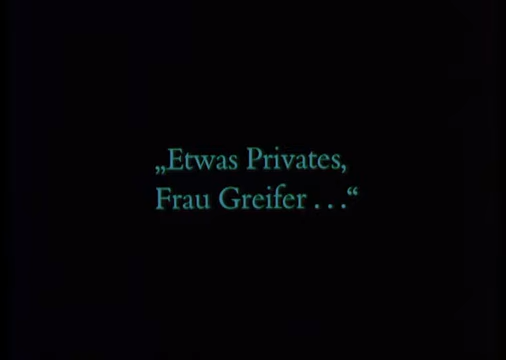 „Etwas Privates,
Frau Greifer . . .“